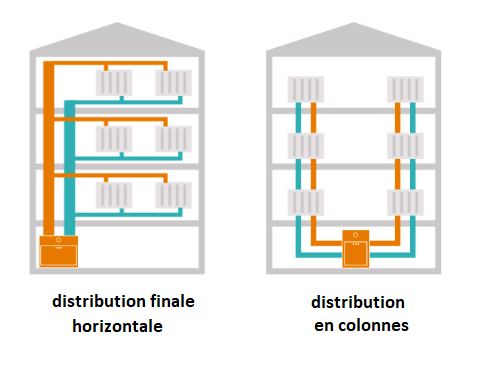 distribution finale
horizontale
distribution
en colonnes